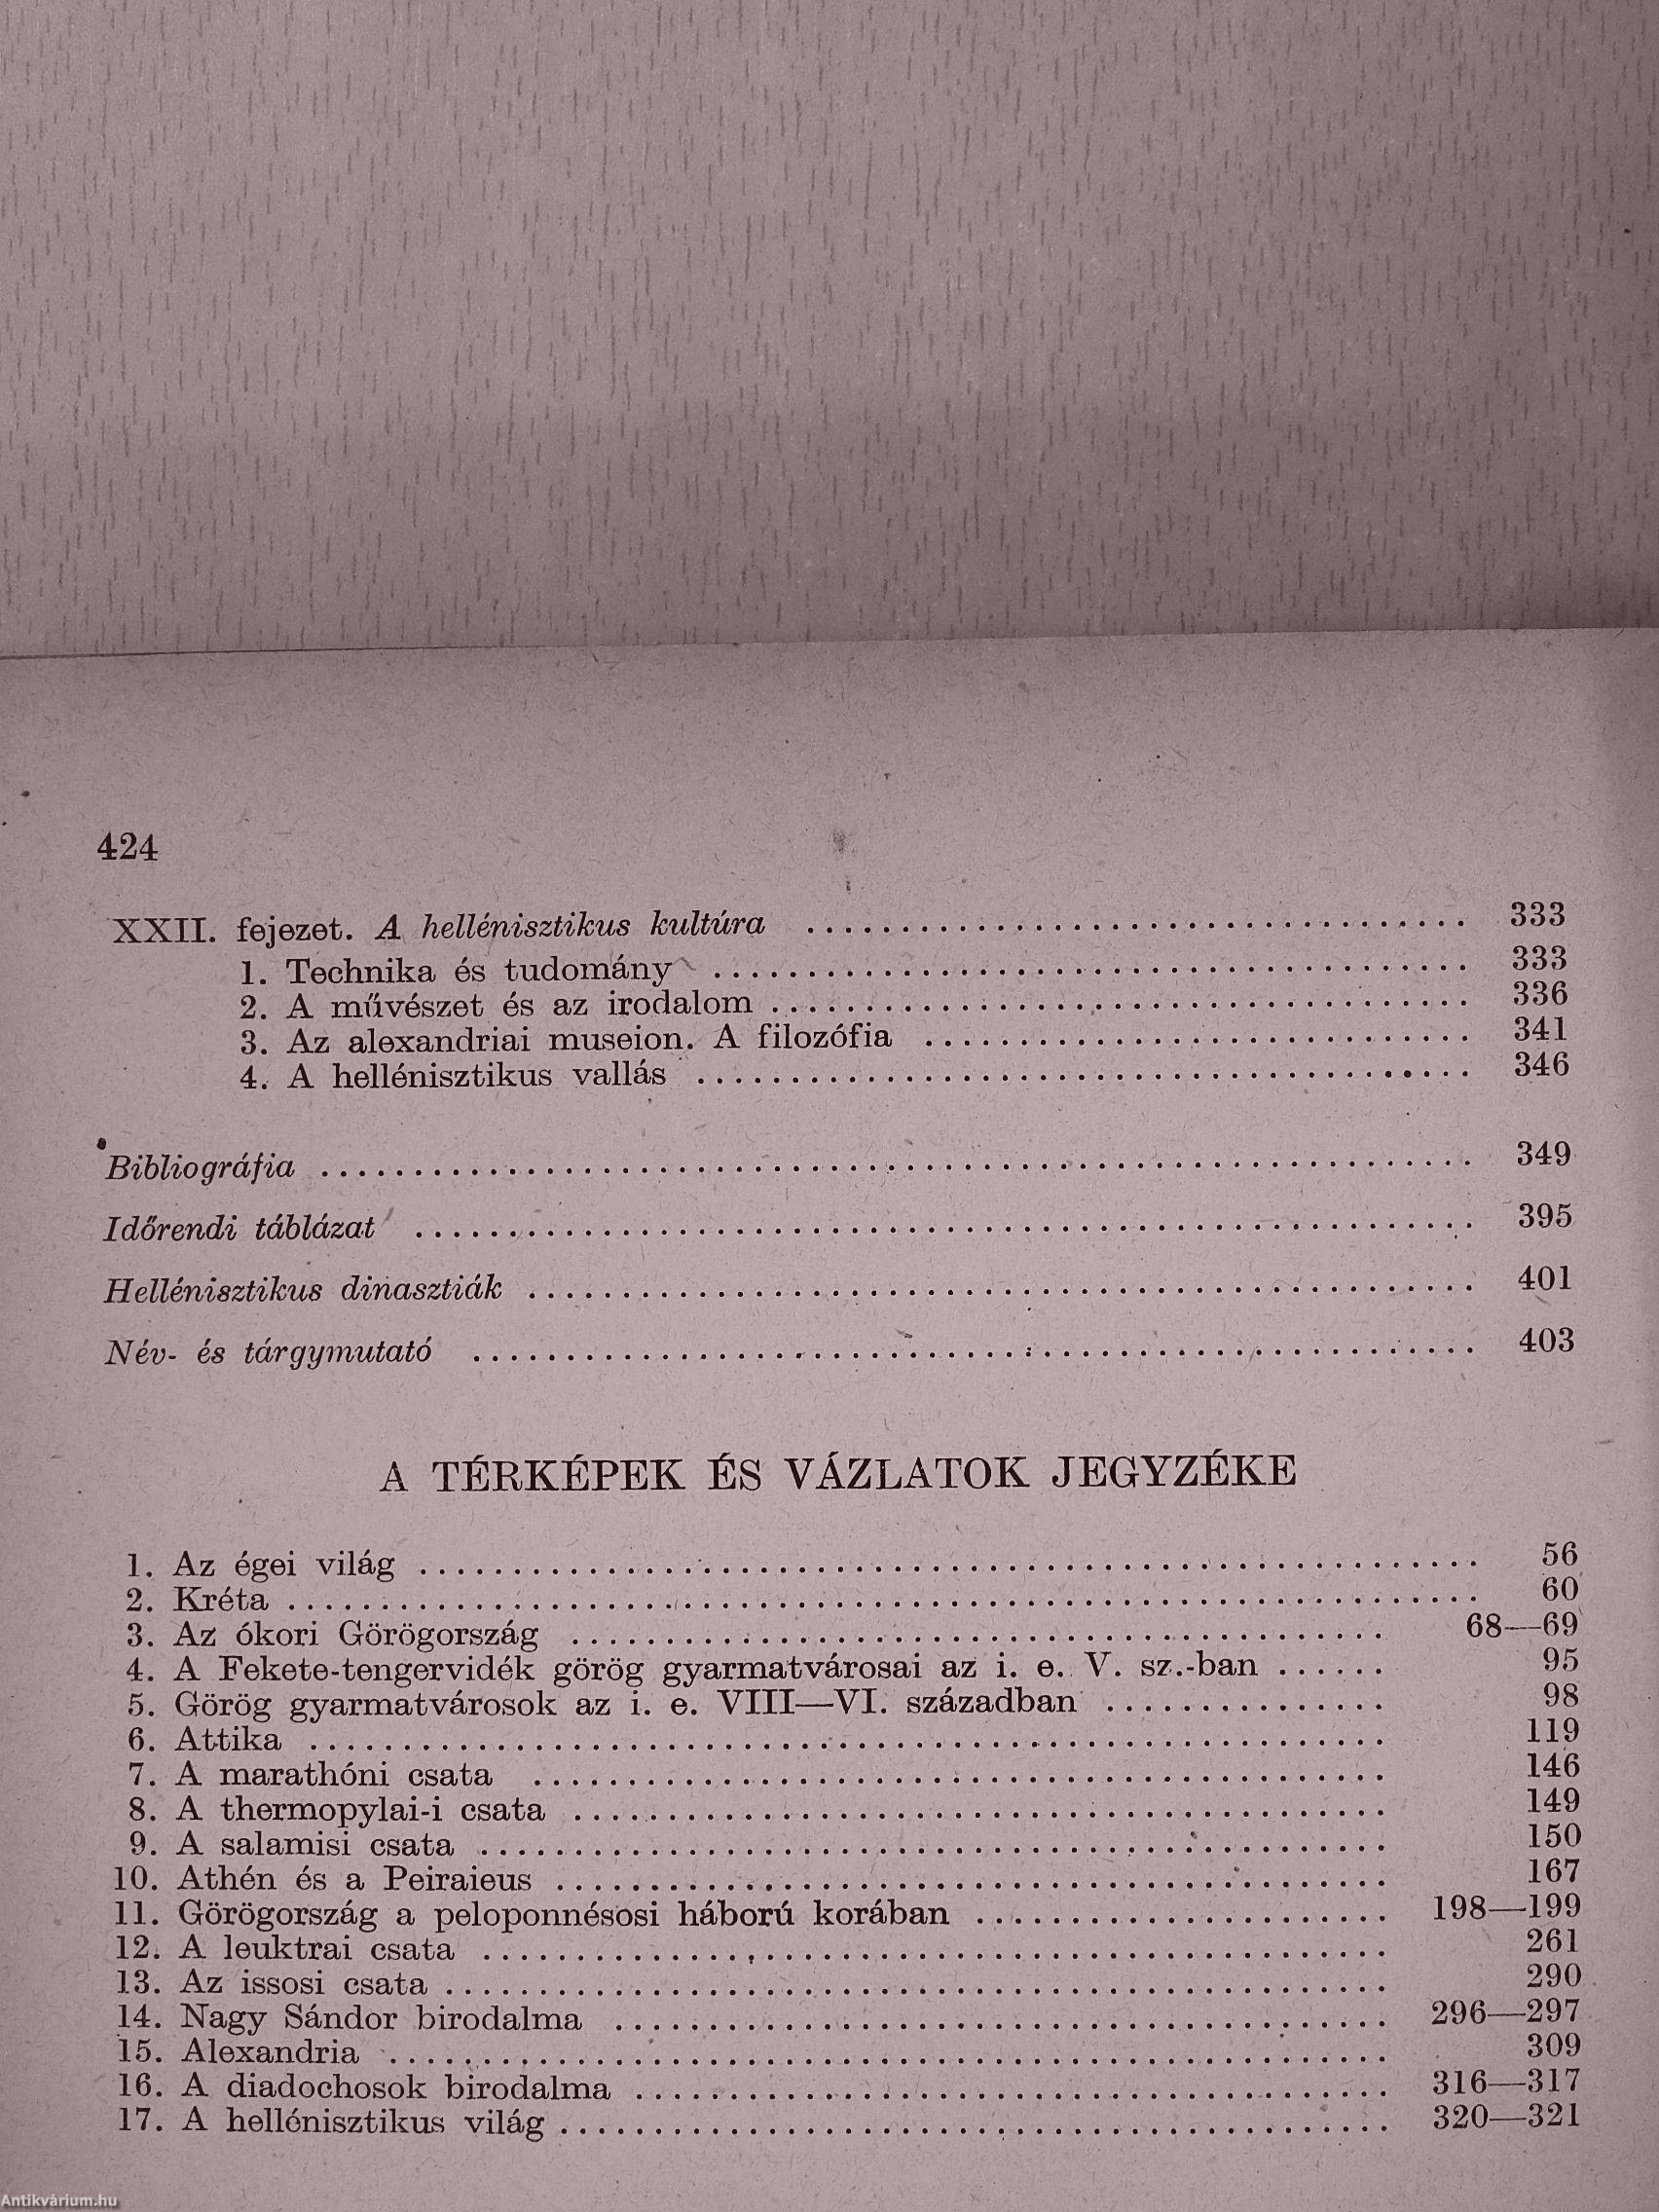 424
XXII. fejezet. A hellénisztikus kultúra ........ 333
1. Technika és tudomány ........ 333
2. A művészet és az irodalom ........ 336
3. Az alexandriai museion. A filozófia ........ 341
4. A hellénisztikus vallás ........ 346
Bibliográfia ........ 349
Időrendi táblázat ........ 395
Hellénisztikus dinasztiák ........ 401
Név- és tárgymutató ........ 403
A TÉRKÉPEK ÉS VÁZLATOK JEGYZÉKE
1. Az égei világ ........ 56
2. Kréta ........ 60
3. Az ókori Görögország ........ 68—69
4. A Fekete-tengervidék görög gyarmatvárosai az i. e. V. sz.-ban ...... 95
5. Görög gyarmatvárosok az i. e. VIII—VI. században ........ 98
6. Attika ........ 119
7. A marathóni csata ........ 146
8. A thermopylai-i csata ........ 149
9. A salamisi csata ........ 150
10. Athén és a Peiraieus ........ 167
11. Görögország a peloponnésosi háború korában ........ 198—199
12. A leuktrai csata ........ 261
13. Az issosi csata ........ 290
14. Nagy Sándor birodalma ........ 296—297
15. Alexandria ........ 309
16. A diadochosok birodalma ........ 316—317
17. A hellénisztikus világ ........ 320—321
Antikvárium.hu